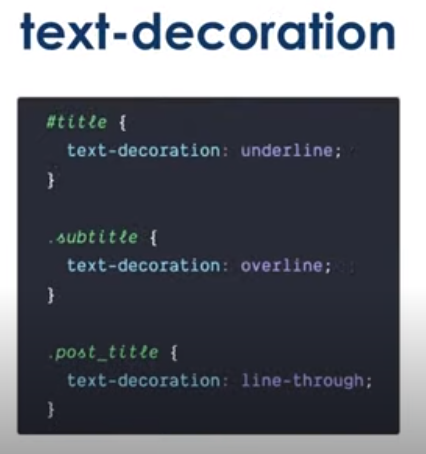 text-decoration
#title {
text-decoration: underline;
}
.subtitle {
text-decoration: overline;
}
.post_title {
text-decoration: line-through;
}